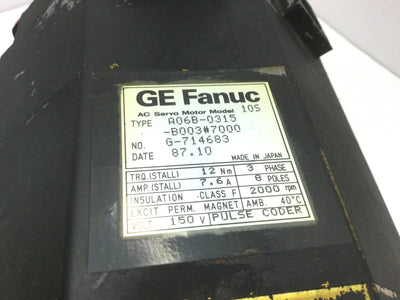 GE Fanuc
AC Servo Motor Model 10S
TYPE A06B-0315
-B003#7000
NO. G-714683
DATE 87.10 MADE IN JAPAN
TRQ.(STALL) 12 Nm 3 PHASE
AMP.(STALL) 7.6 A 8 POLES
INSULATION CLASS F 2000 rpm
EXCIT PERM. MAGNET AMB. 40°C
VOLT 150 V PULSE CODER